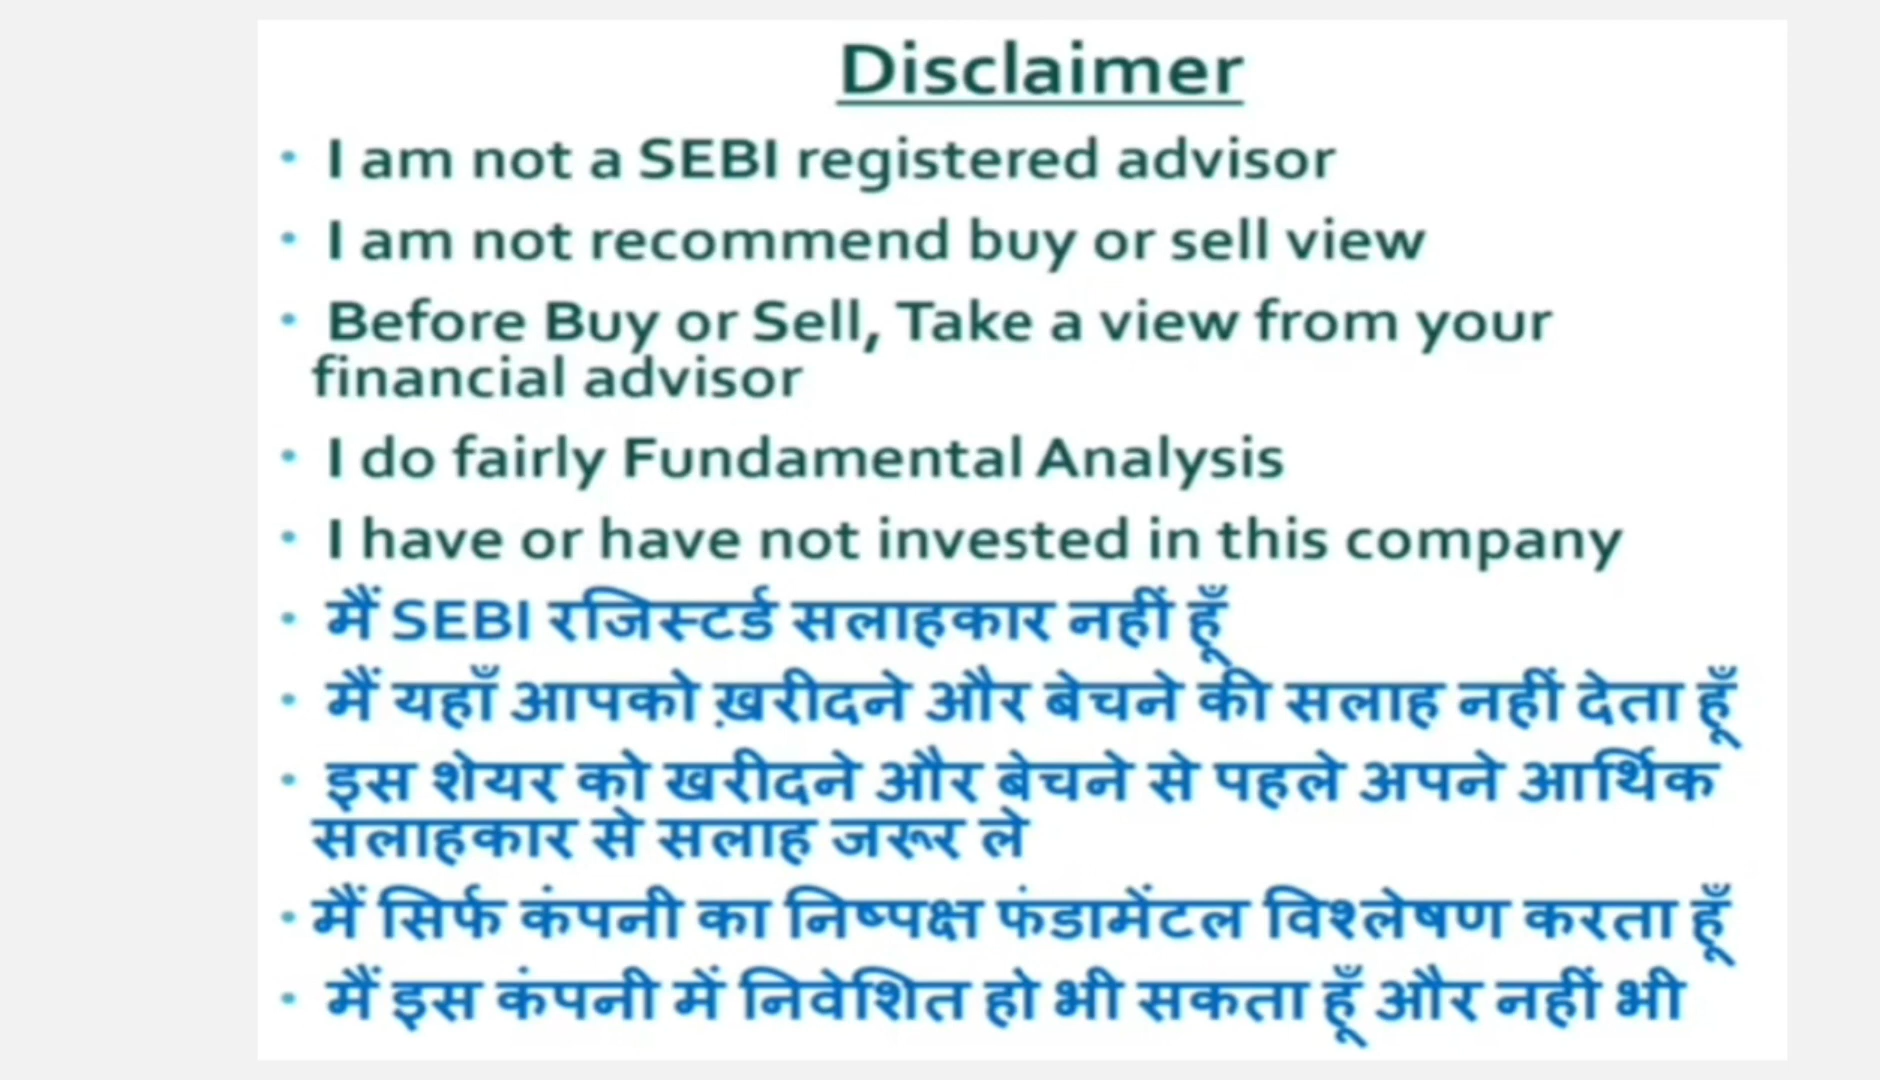 Disclaimer
• I am not a SEBI registered advisor
• I am not recommend buy or sell view
• Before Buy or Sell, Take a view from your
financial advisor
• I do fairly Fundamental Analysis
• I have or have not invested in this company
• मैं SEBI रजिस्टर्ड सलाहकार नहीं हूँ
• मैं यहाँ आपको ख़रीदने और बेचने की सलाह नहीं देता हूँ
• इस शेयर को खरीदने और बेचने से पहले अपने आर्थिक
सलाहकार से सलाह जरूर ले
• मैं सिर्फ कंपनी का निष्पक्ष फंडामेंटल विश्लेषण करता हूँ
• मैं इस कंपनी में निवेशित हो भी सकता हूँ और नहीं भी